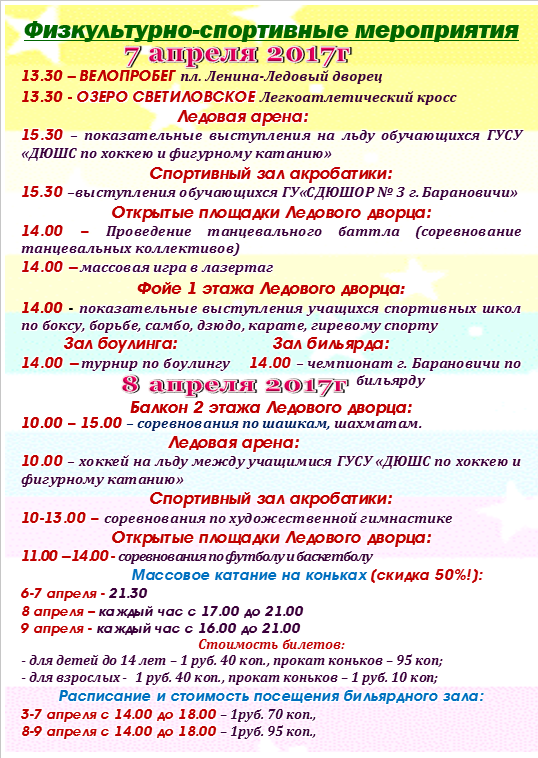 Физкультурно-спортивные мероприятия
7 апреля 2017г
13.30 – ВЕЛОПРОБЕГ пл. Ленина-Ледовый дворец
13.30 - ОЗЕРО СВЕТИЛОВСКОЕ Легкоатлетический кросс
Ледовая арена:
15.30 – показательные выступления на льду обучающихся ГУСУ
«ДЮШС по хоккею и фигурному катанию»
Спортивный зал акробатики:
15.30 –выступления обучающихся ГУ«СДЮШОР № 3 г. Барановичи»
Открытые площадки Ледового дворца:
14.00 – Проведение танцевального баттла (соревнование
танцевальных коллективов)
14.00 – массовая игра в лазертаг
Фойе 1 этажа Ледового дворца:
14.00 - показательные выступления учащихся спортивных школ
по боксу, борьбе, самбо, дзюдо, карате, гиревому спорту
Зал боулинга: Зал бильярда:
14.00 – турнир по боулингу 14.00 – чемпионат г. Барановичи по
бильярду
8 апреля 2017г
Балкон 2 этажа Ледового дворца:
10.00 – 15.00 – соревнования по шашкам, шахматам.
Ледовая арена:
10.00 – хоккей на льду между учащимися ГУСУ «ДЮШС по хоккею и
фигурному катанию»
Спортивный зал акробатики:
10-13.00 – соревнования по художественной гимнастике
Открытые площадки Ледового дворца:
11.00 –14.00 - соревнования по футболу и баскетболу
Массовое катание на коньках (скидка 50%!):
6-7 апреля - 21.30
8 апреля – каждый час с 17.00 до 21.00
9 апреля - каждый час с 16.00 до 21.00
Стоимость билетов:
- для детей до 14 лет – 1 руб. 40 коп., прокат коньков – 95 коп;
- для взрослых - 1 руб. 40 коп., прокат коньков – 1 руб. 10 коп;
Расписание и стоимость посещения бильярдного зала:
3-7 апреля с 14.00 до 18.00 – 1руб. 70 коп.,
8-9 апреля с 14.00 до 18.00 – 1руб. 95 коп.,